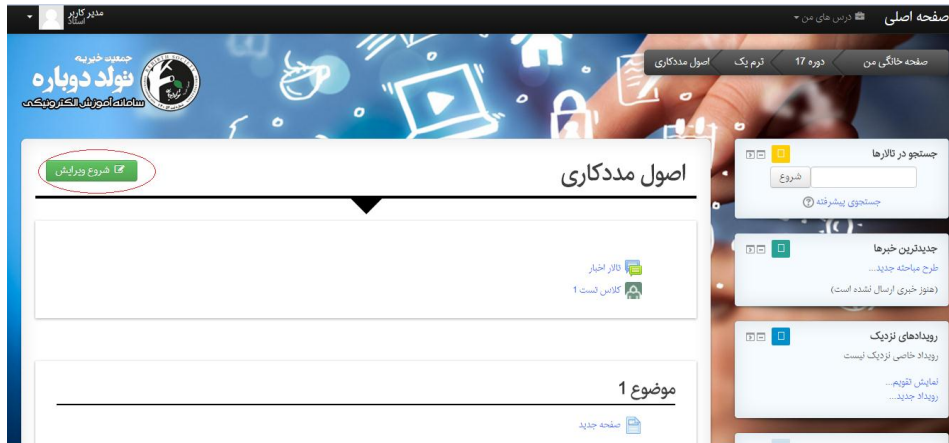 صفحه اصلی
درس های من
مدیر کاربر
استاد
جمعیت خیریه
تولد دوباره
سامانه آموزش الکترونیکی
صفحه خانگی من
دوره 17
ترم یک
اصول مددکاری
جستجو در تالارها
شروع
جستجوی پیشرفته
جدیدترین خبرها
طرح مباحثه جدید...
(هنوز خبری ارسال نشده است)
رویدادهای نزدیک
رویداد خاصی نزدیک نیست
نمایش تقویم...
رویداد جدید...
اصول مددکاری
شروع ویرایش
تالار اخبار
کلاس تست 1
موضوع 1
صفحه جدید